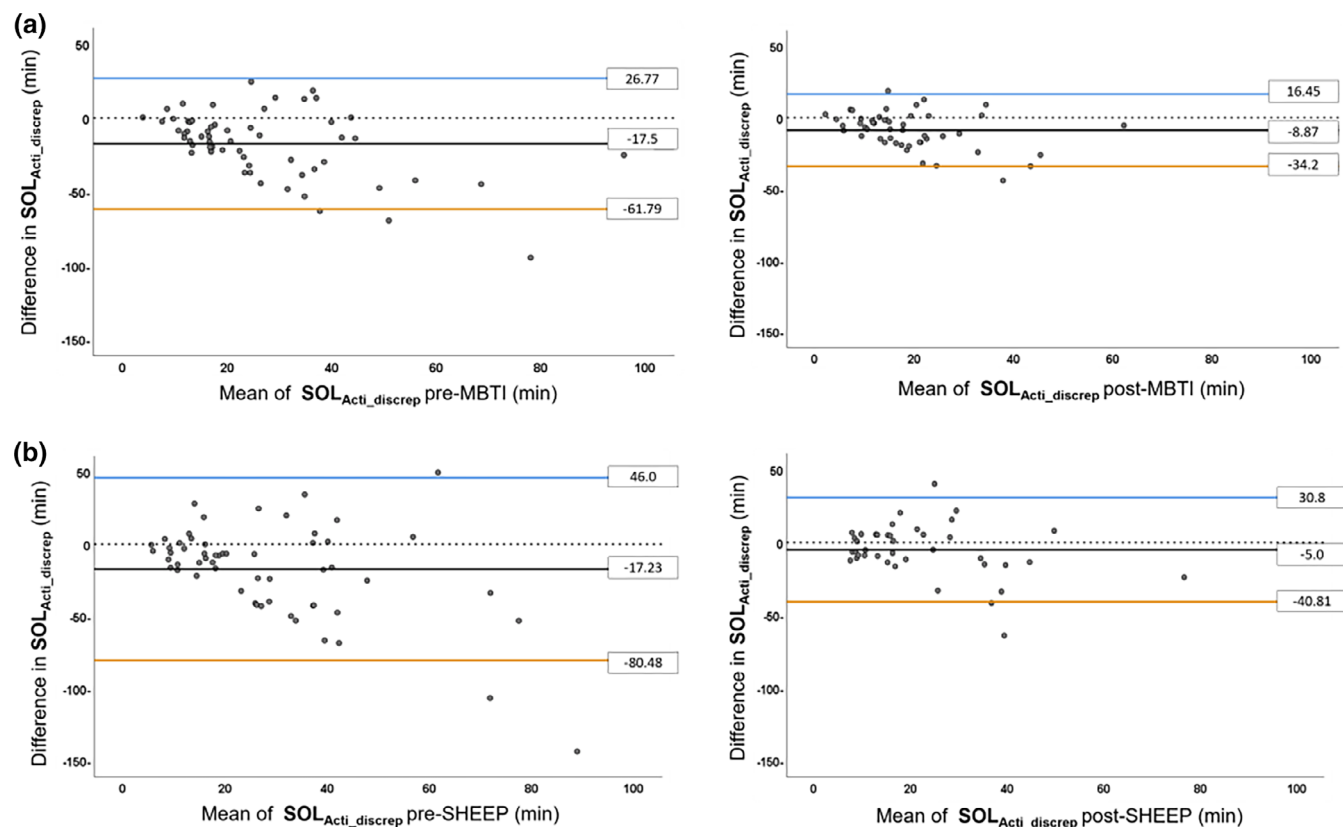 (a)
Difference in SOLActi_discrep (min)
50
0
-50-
-100-
-150-
26.77
-17.5
-61.79
0 20 40 60 80 100
Mean of SOLActi_discrep pre-MBTI (min)
Difference in SOLActi_discrep (min)
50
0
-50-
-100-
-150-
16.45
-8.87
-34.2
0 20 40 60 80 100
Mean of SOLActi_discrep post-MBTI (min)
(b)
Difference in SOLActi_discrep (min)
50
0
-50-
-100-
-150-
46.0
-17.23
-80.48
0 20 40 60 80 100
Mean of SOLActi_discrep pre-SHEEP (min)
Difference in SOLActi_discrep (min)
50
0
-50-
-100-
-150-
30.8
-5.0
-40.81
0 20 40 60 80 100
Mean of SOLActi_discrep post-SHEEP (min)